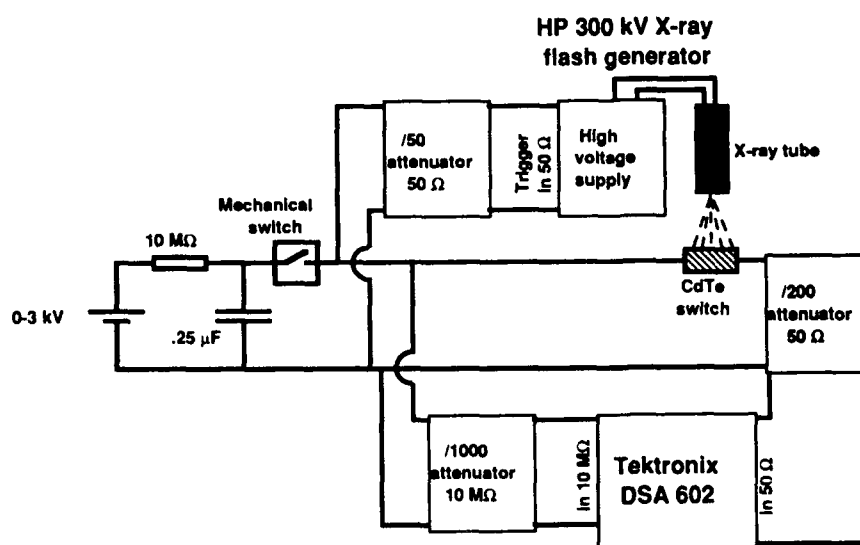 HP 300 kV X-ray
flash generator
/50
attenuator
50 Ω
Trigger
in 50 Ω
High
voltage
supply
X-ray tube
Mechanical
switch
10 MΩ
CdTe
switch
0-3 kV
.25 µF
/200
attenuator
50 Ω
/1000
attenuator
10 MΩ
in 10 MΩ
Tektronix
DSA 602
in 50 Ω